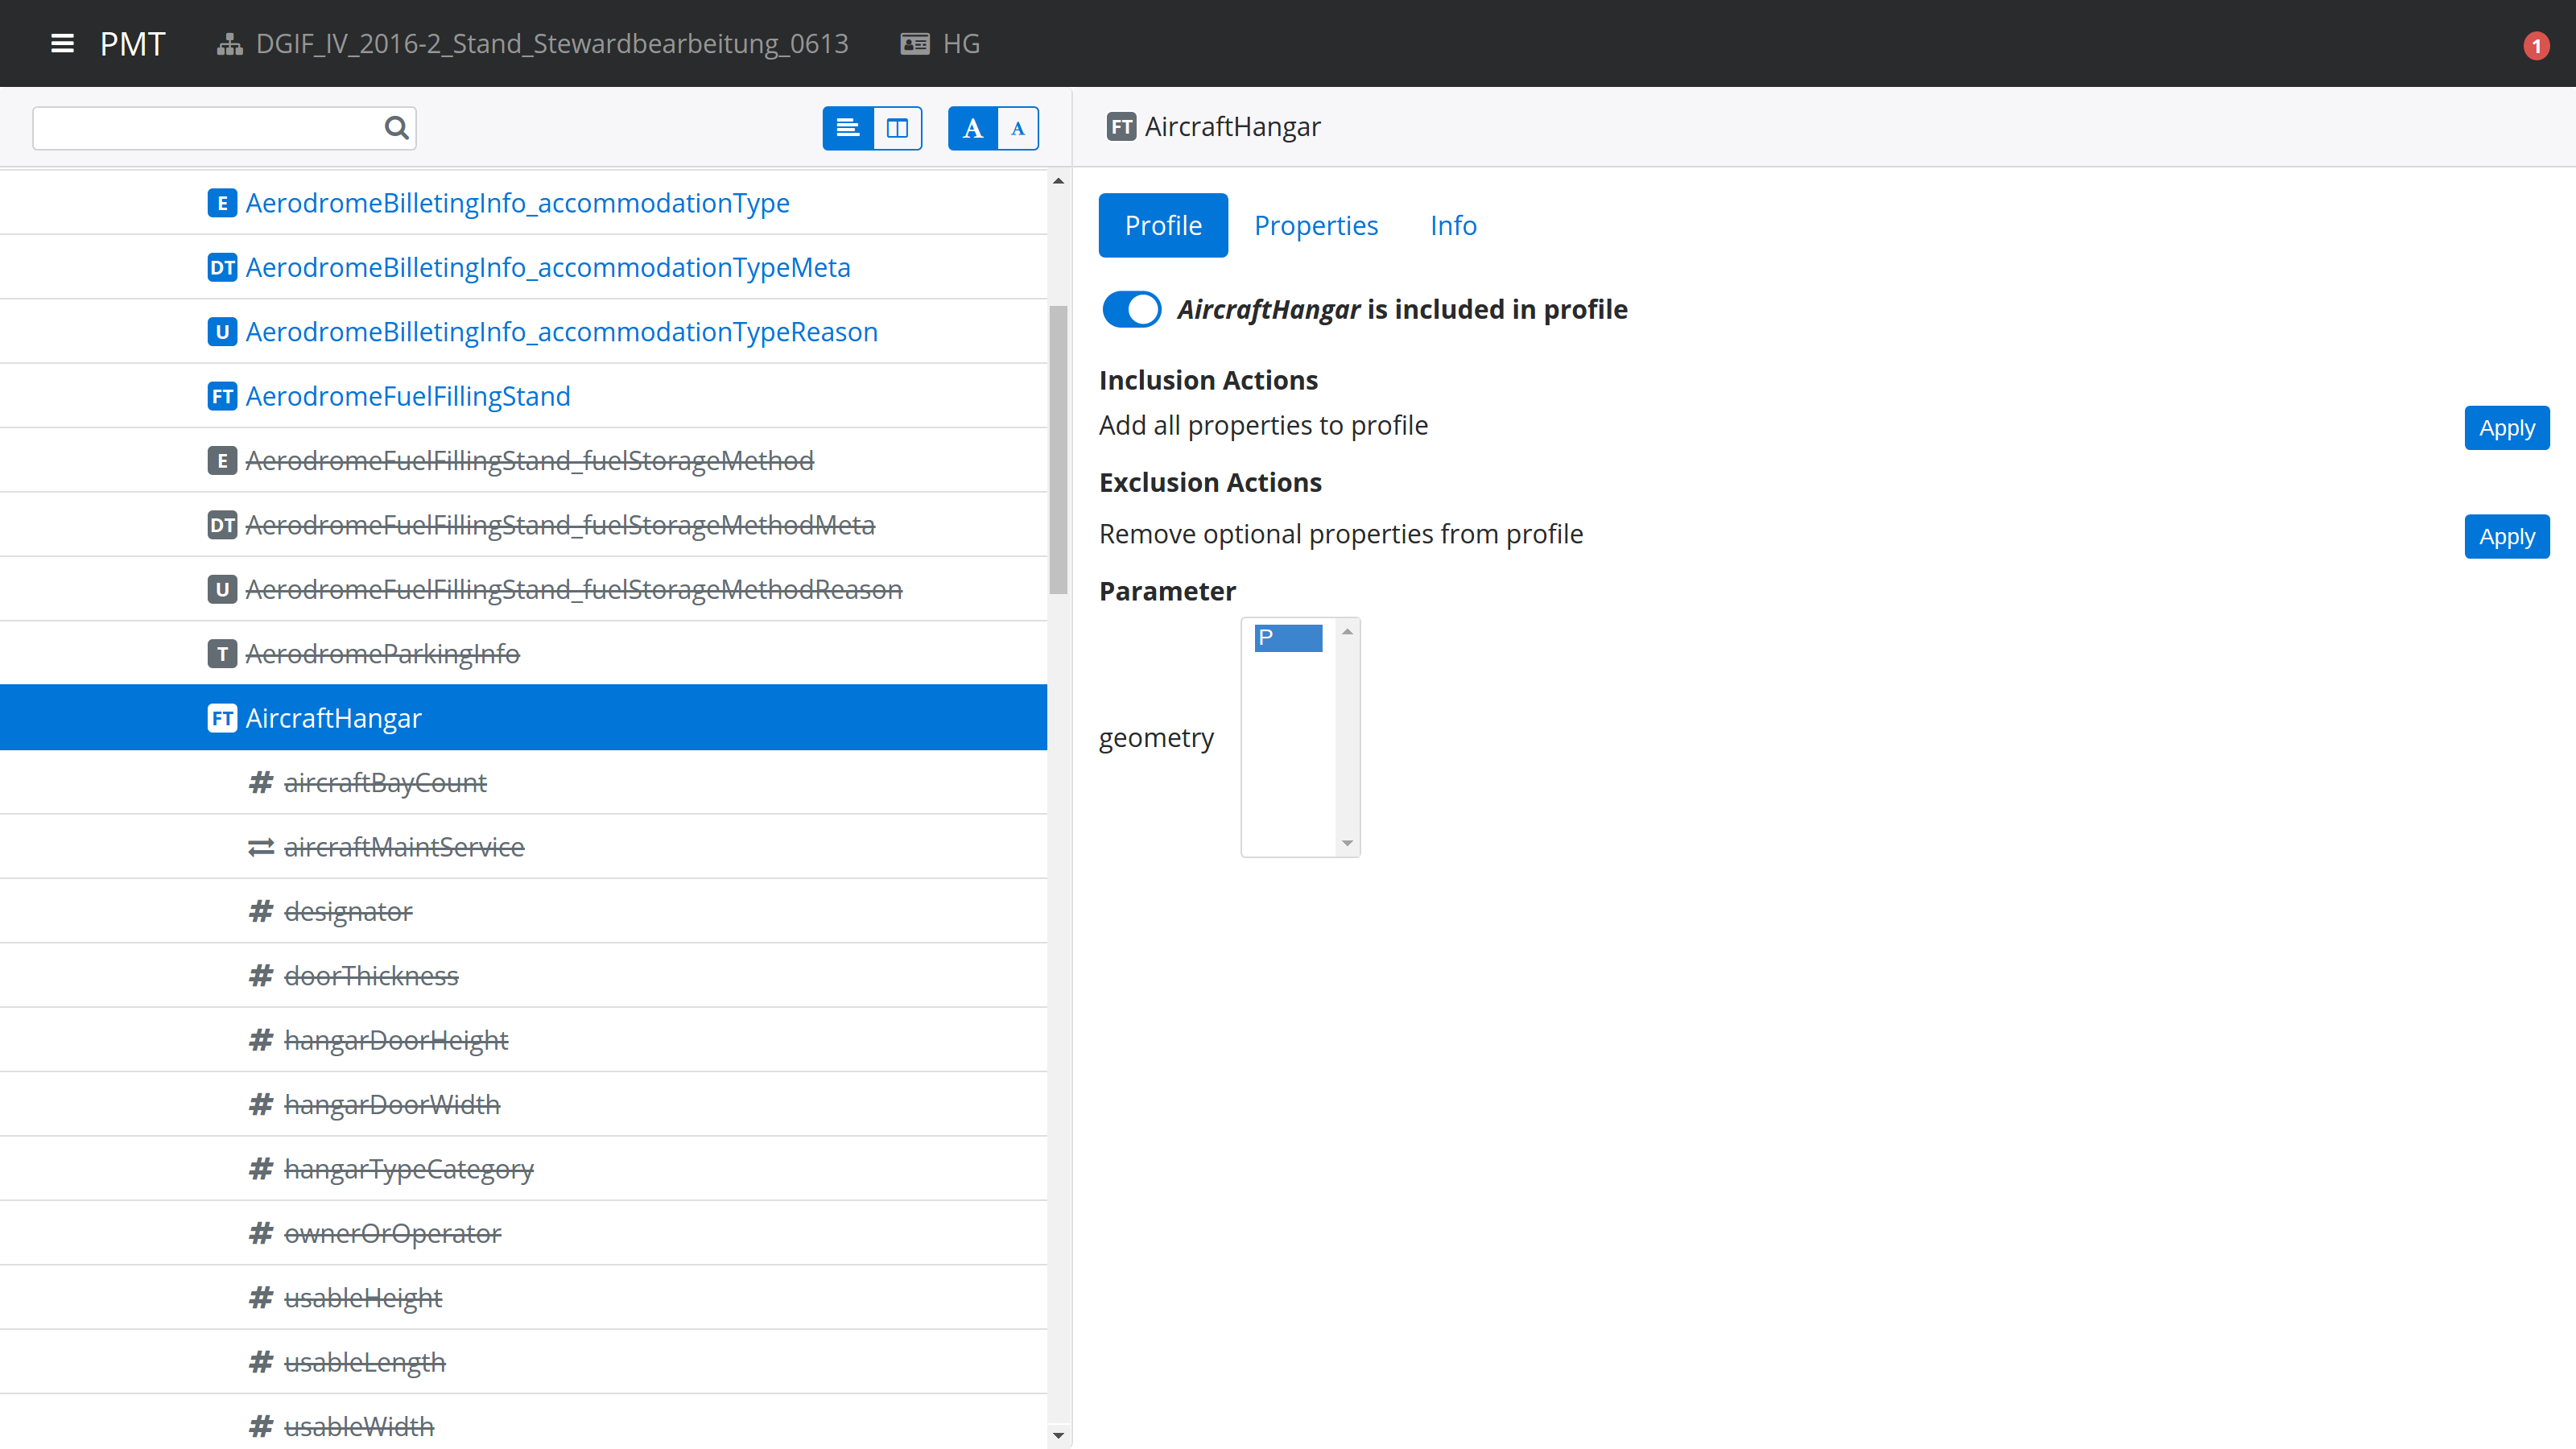 PMT DGIF_IV_2016-2_Stand_Stewardbearbeitung_0613 HG 1
A A
FT AircraftHangar
E AerodromeBilletingInfo_accommodationType
DT AerodromeBilletingInfo_accommodationTypeMeta
U AerodromeBilletingInfo_accommodationTypeReason
FT AerodromeFuelFillingStand
E AerodromeFuelFillingStand_fuelStorageMethod
DT AerodromeFuelFillingStand_fuelStorageMethodMeta
U AerodromeFuelFillingStand_fuelStorageMethodReason
T AerodromeParkingInfo
FT AircraftHangar
# aircraftBayCount
aircraftMaintService
# designator
# doorThickness
# hangarDoorHeight
# hangarDoorWidth
# hangarTypeCategory
# ownerOrOperator
# usableHeight
# usableLength
# usableWidth
Profile Properties Info
AircraftHangar is included in profile
Inclusion Actions
Add all properties to profile Apply
Exclusion Actions
Remove optional properties from profile Apply
Parameter
geometry P